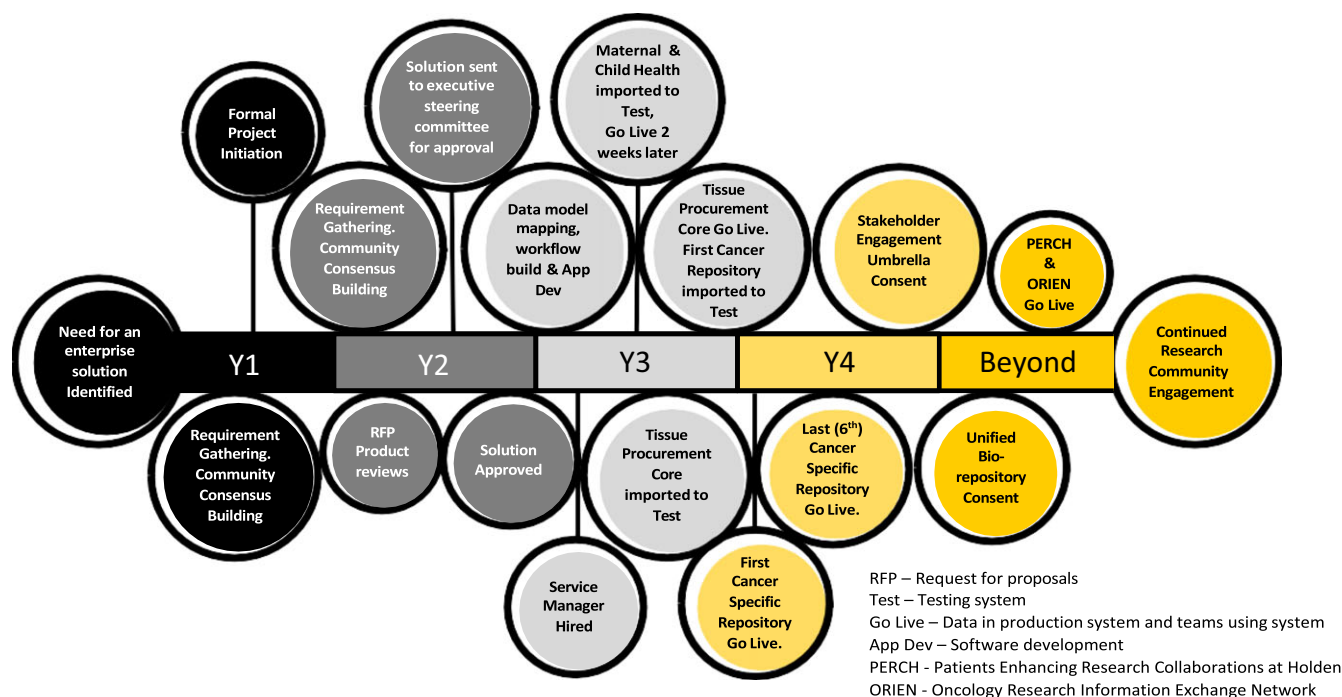 Need for an
enterprise
solution
Identified
Formal
Project
Initiation
Requirement
Gathering.
Community
Consensus
Building
Requirement
Gathering.
Community
Consensus
Building
Solution sent
to executive
steering
committee
for approval
RFP
Product
reviews
Solution
Approved
Data model
mapping,
workflow
build & App
Dev
Maternal &
Child Health
imported to
Test,
Go Live 2
weeks later
Tissue
Procurement
Core Go Live.
First Cancer
Repository
imported to
Test
Service
Manager
Hired
Tissue
Procurement
Core
imported to
Test
Stakeholder
Engagement
Umbrella
Consent
First
Cancer
Specific
Repository
Go Live.
Last (6th)
Cancer
Specific
Repository
Go Live.
PERCH
&
ORIEN
Go Live
Unified
Bio-
repository
Consent
Continued
Research
Community
Engagement
Y1
Y2
Y3
Y4
Beyond
RFP – Request for proposals
Test – Testing system
Go Live – Data in production system and teams using system
App Dev – Software development
PERCH - Patients Enhancing Research Collaborations at Holden
ORIEN - Oncology Research Information Exchange Network